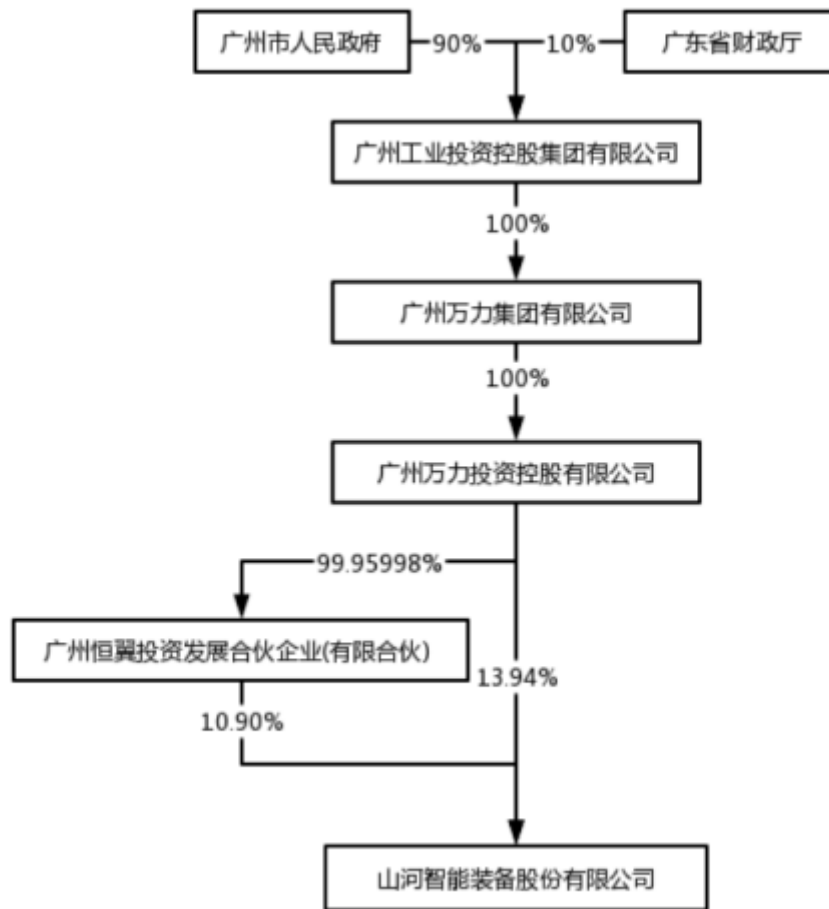 广州市人民政府
90%
10%
广东省财政厅
广州工业投资控股集团有限公司
100%
广州万力集团有限公司
100%
广州万力投资控股有限公司
99.95998%
广州恒翼投资发展合伙企业(有限合伙)
13.94%
10.90%
山河智能装备股份有限公司